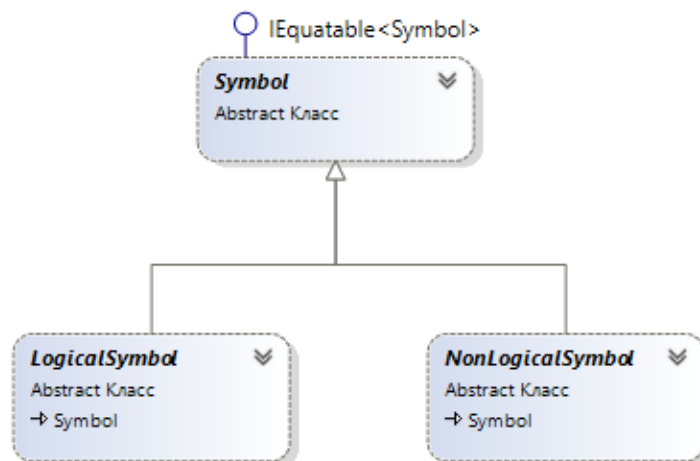 IEquatable<Symbol>
Symbol
Abstract Класс
LogicalSymbol
Abstract Класс
Symbol
NonLogicalSymbol
Abstract Класс
Symbol